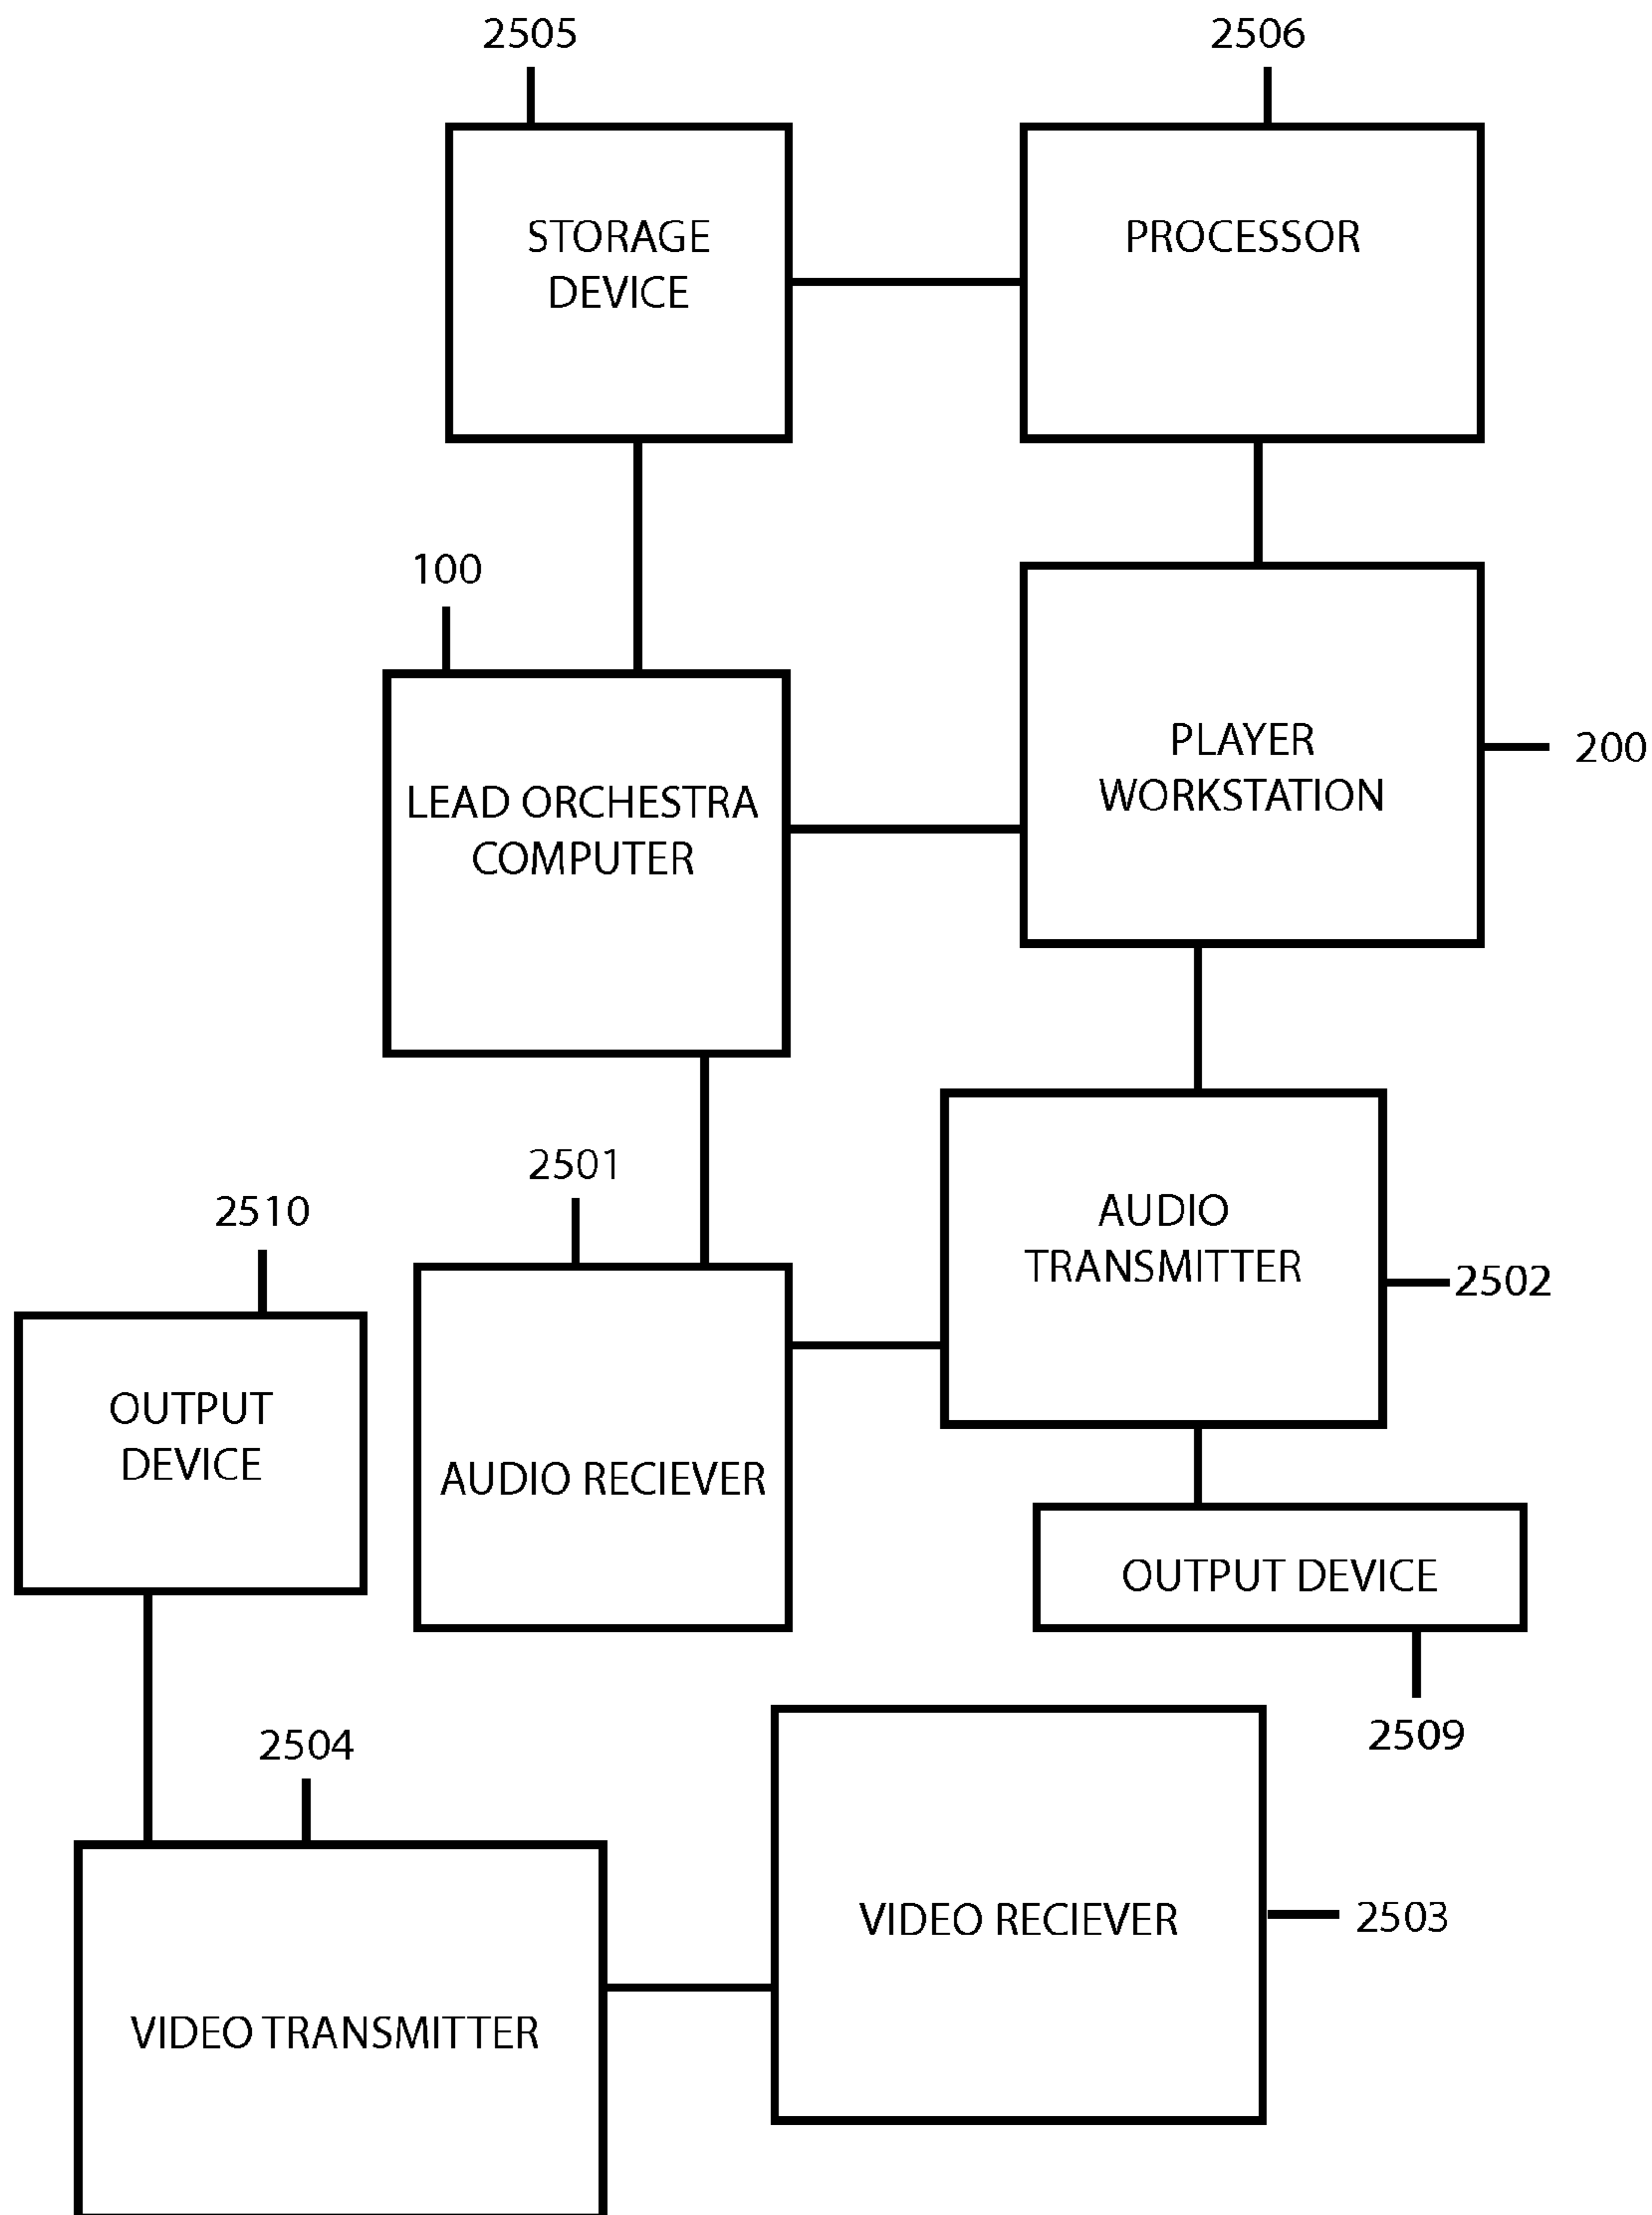 2505
2506
STORAGE
DEVICE
PROCESSOR
100
PLAYER
WORKSTATION
200
LEAD ORCHESTRA
COMPUTER
2501
2510
AUDIO
TRANSMITTER
2502
OUTPUT
DEVICE
AUDIO RECIEVER
OUTPUT DEVICE
2509
2504
VIDEO RECIEVER
2503
VIDEO TRANSMITTER